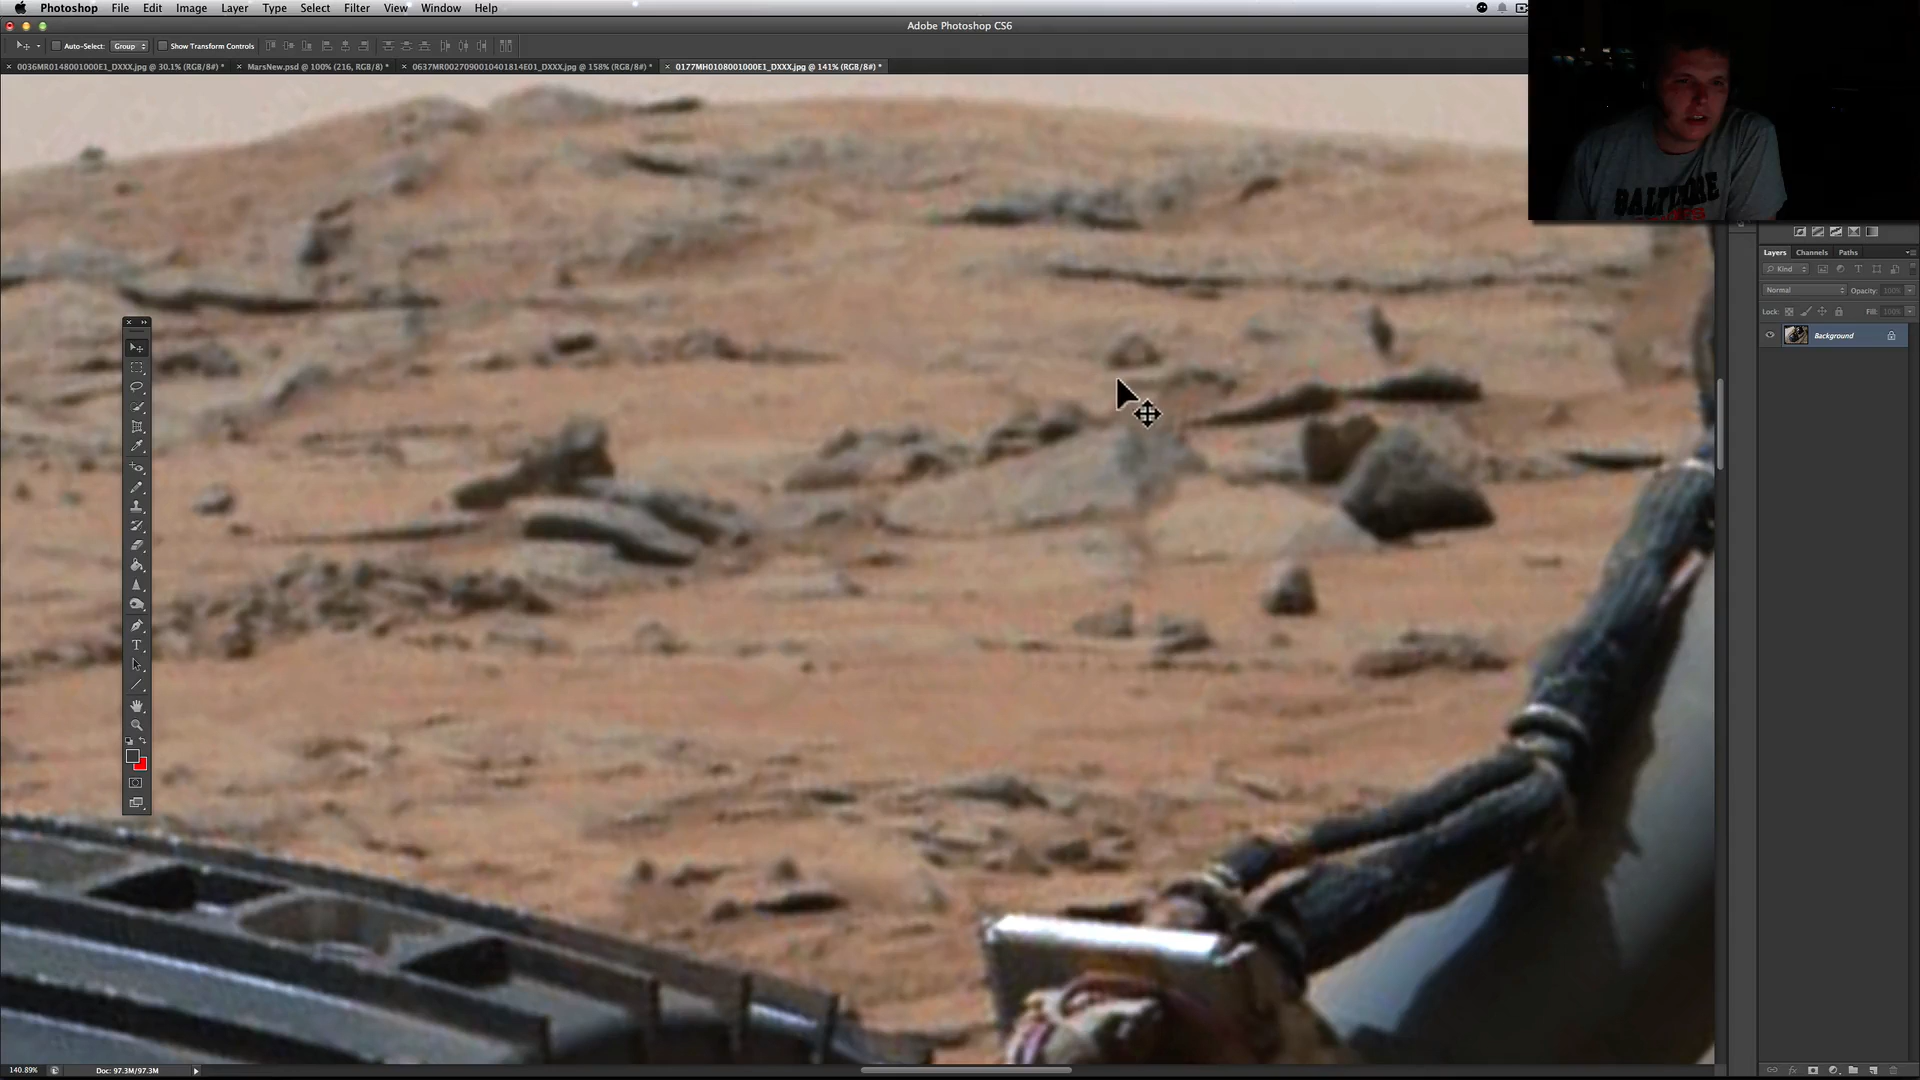 Photoshop File Edit Image Layer Type Select Filter View Window Help
Adobe Photoshop CS6
Auto-Select: Group Show Transform Controls
0036MR0148001000E1_DXXX.jpg @ 30.1% (RGB/8#) * MarsNew.psd @ 100% (216, RGB/8) * 0637MR0027090010401814E01_DXXX.jpg @ 158% (RGB/8#) * 0177MH0108001000E1_DXXX.jpg @ 141% (RGB/8#) *
Layers Channels Paths
Kind
Normal Opacity: 100%
Lock: Fill: 100%
Background
140.89% Doc: 97.3M/97.3M